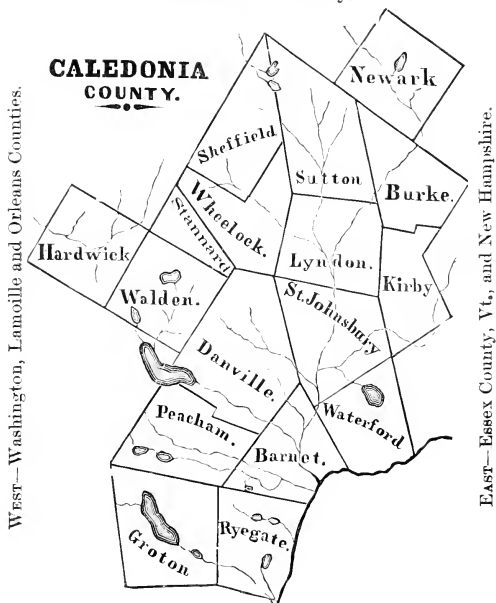 CALEDONIA
COUNTY.
Newark
Sheffield
Sutton
Burke.
Wheelock.
Stannard
Hardwick
Lyndon.
Kirby
Walden.
St. Johnsbury
Danville.
Peacham.
Waterford
Barnet.
Groton
Ryegate.
WEST—Washington, Lamoille and Orleans Counties.
EAST—Essex County, Vt., and New Hampshire.